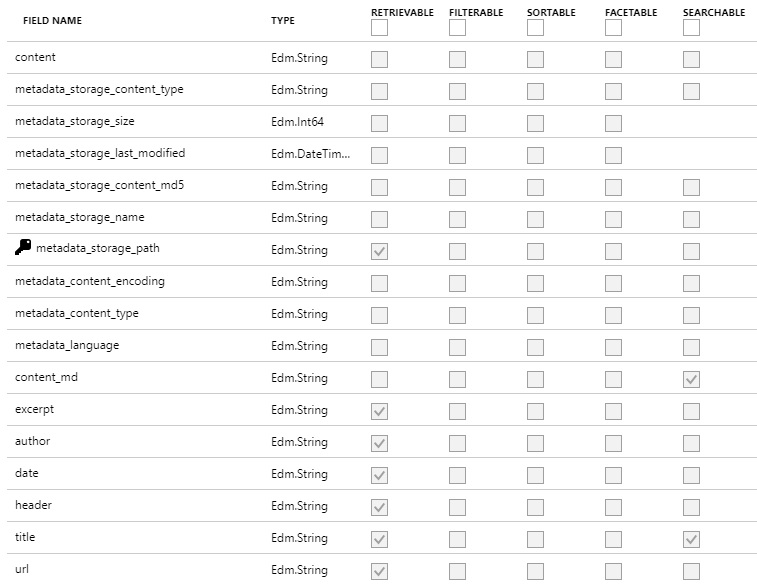 FIELD NAME TYPE RETRIEVABLE FILTERABLE SORTABLE FACETABLE SEARCHABLE
content Edm.String
metadata_storage_content_type Edm.String
metadata_storage_size Edm.Int64
metadata_storage_last_modified Edm.DateTim...
metadata_storage_content_md5 Edm.String
metadata_storage_name Edm.String
metadata_storage_path Edm.String
metadata_content_encoding Edm.String
metadata_content_type Edm.String
metadata_language Edm.String
content_md Edm.String
excerpt Edm.String
author Edm.String
date Edm.String
header Edm.String
title Edm.String
url Edm.String